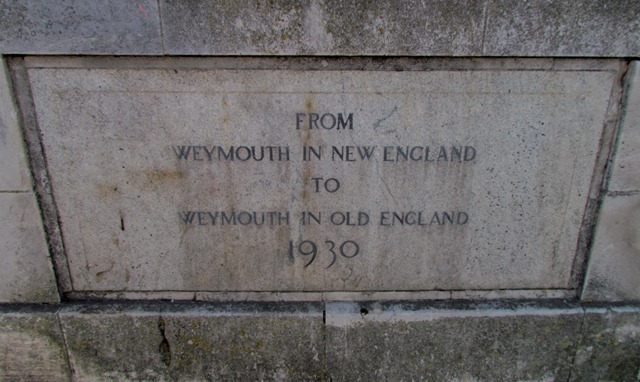 FROM
WEYMOUTH IN NEW ENGLAND
TO
WEYMOUTH IN OLD ENGLAND
1930